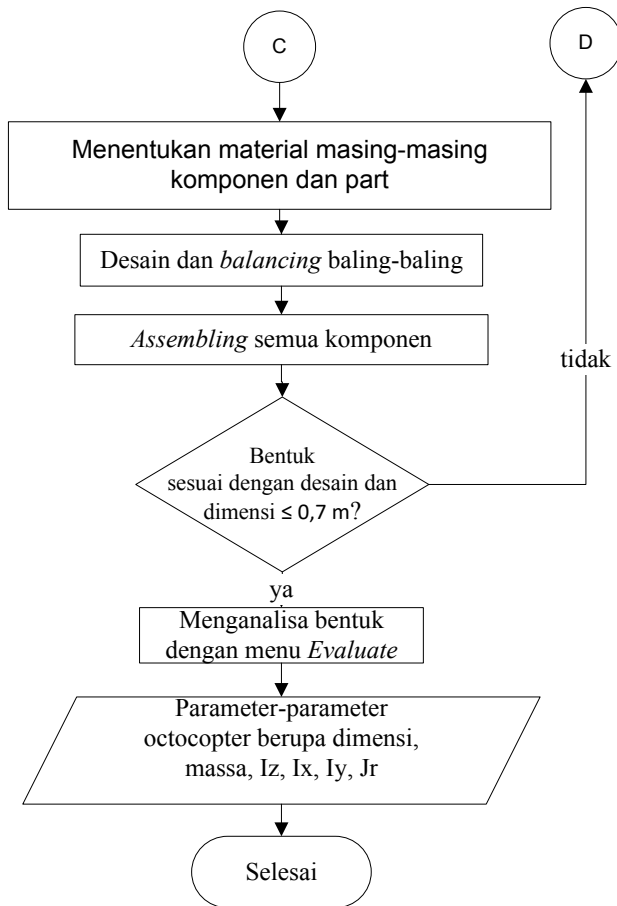 C
D
Menentukan material masing-masing
komponen dan part
Desain dan balancing baling-baling
Assembling semua komponen
tidak
Bentuk
sesuai dengan desain dan
dimensi ≤ 0,7 m?
ya
Menganalisa bentuk
dengan menu Evaluate
Parameter-parameter
octocopter berupa dimensi,
massa, Iz, Ix, Iy, Jr
Selesai